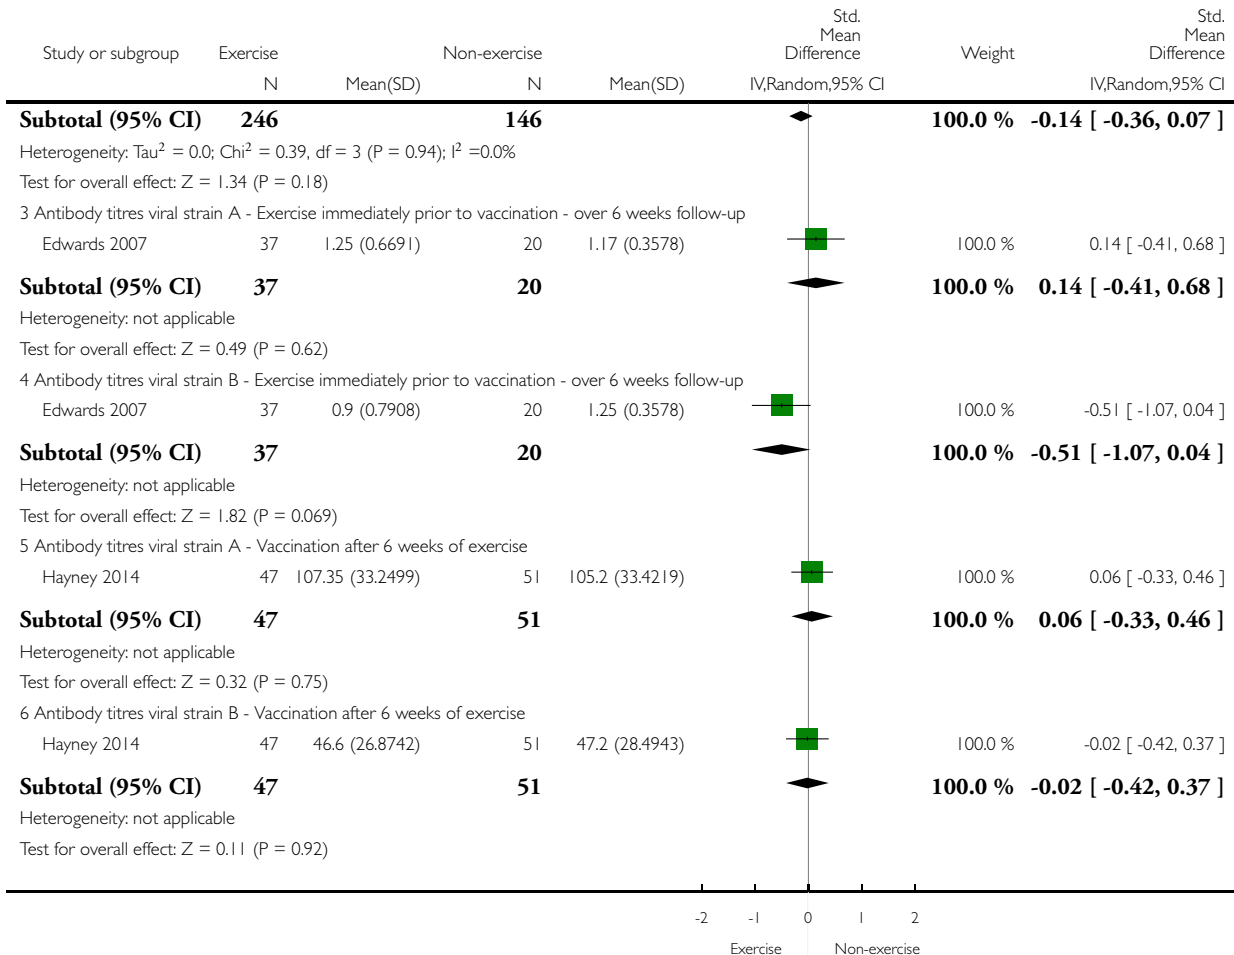 Study or subgroup Exercise Non-exercise Std. Mean Difference Weight Std. Mean Difference
N Mean(SD) N Mean(SD) IV,Random,95% CI IV,Random,95% CI
Subtotal (95% CI) 246 146 100.0 % -0.14 [ -0.36, 0.07 ]
Heterogeneity: Tau² = 0.0; Chi² = 0.39, df = 3 (P = 0.94); I² =0.0%
Test for overall effect: Z = 1.34 (P = 0.18)
3 Antibody titres viral strain A - Exercise immediately prior to vaccination - over 6 weeks follow-up
Edwards 2007 37 1.25 (0.6691) 20 1.17 (0.3578) 100.0 % 0.14 [ -0.41, 0.68 ]
Subtotal (95% CI) 37 20 100.0 % 0.14 [ -0.41, 0.68 ]
Heterogeneity: not applicable
Test for overall effect: Z = 0.49 (P = 0.62)
4 Antibody titres viral strain B - Exercise immediately prior to vaccination - over 6 weeks follow-up
Edwards 2007 37 0.9 (0.7908) 20 1.25 (0.3578) 100.0 % -0.51 [ -1.07, 0.04 ]
Subtotal (95% CI) 37 20 100.0 % -0.51 [ -1.07, 0.04 ]
Heterogeneity: not applicable
Test for overall effect: Z = 1.82 (P = 0.069)
5 Antibody titres viral strain A - Vaccination after 6 weeks of exercise
Hayney 2014 47 107.35 (33.2499) 51 105.2 (33.4219) 100.0 % 0.06 [ -0.33, 0.46 ]
Subtotal (95% CI) 47 51 100.0 % 0.06 [ -0.33, 0.46 ]
Heterogeneity: not applicable
Test for overall effect: Z = 0.32 (P = 0.75)
6 Antibody titres viral strain B - Vaccination after 6 weeks of exercise
Hayney 2014 47 46.6 (26.8742) 51 47.2 (28.4943) 100.0 % -0.02 [ -0.42, 0.37 ]
Subtotal (95% CI) 47 51 100.0 % -0.02 [ -0.42, 0.37 ]
Heterogeneity: not applicable
Test for overall effect: Z = 0.11 (P = 0.92)
-2 -1 0 1 2
Exercise Non-exercise